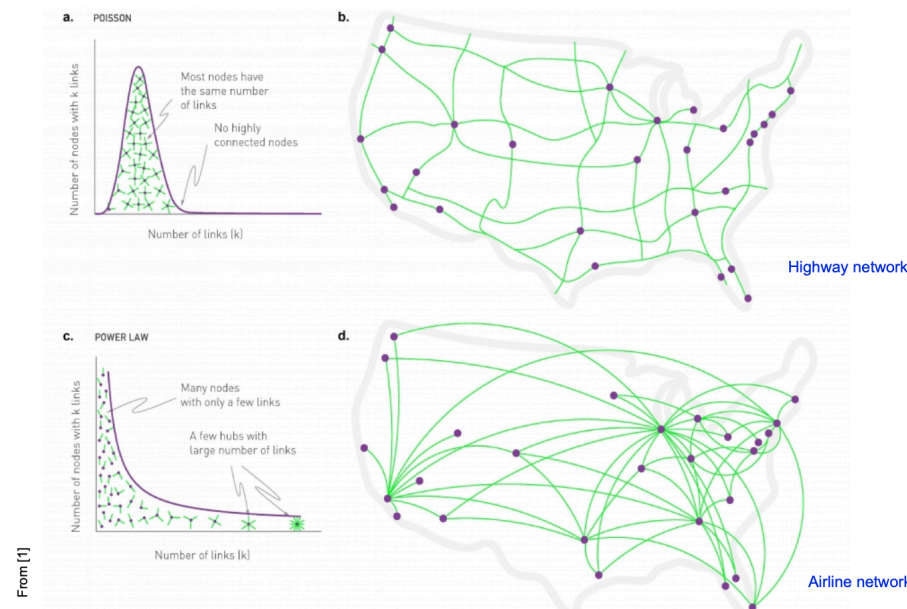 a. POISSON
Number of nodes with k links
Most nodes have
the same number
of links
No highly
connected nodes
Number of links (k)
b.
Highway network
c. POWER LAW
Number of nodes with k links
Many nodes
with only a few links
A few hubs with
large number of links
Number of links (k)
d.
Airline network
From [1]